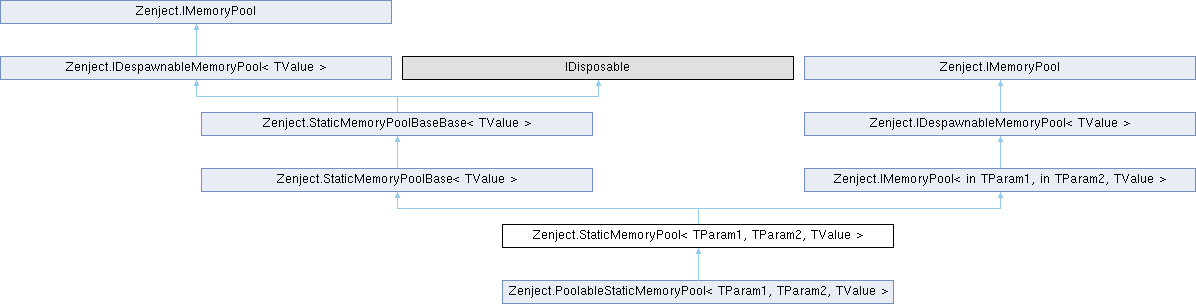 Zenject.IMemoryPool
Zenject.IDespawnableMemoryPool< TValue >
IDisposable
Zenject.IMemoryPool
Zenject.StaticMemoryPoolBaseBase< TValue >
Zenject.IDespawnableMemoryPool< TValue >
Zenject.StaticMemoryPoolBase< TValue >
Zenject.IMemoryPool< in TParam1, in TParam2, TValue >
Zenject.StaticMemoryPool< TParam1, TParam2, TValue >
Zenject.PoolableStaticMemoryPool< TParam1, TParam2, TValue >